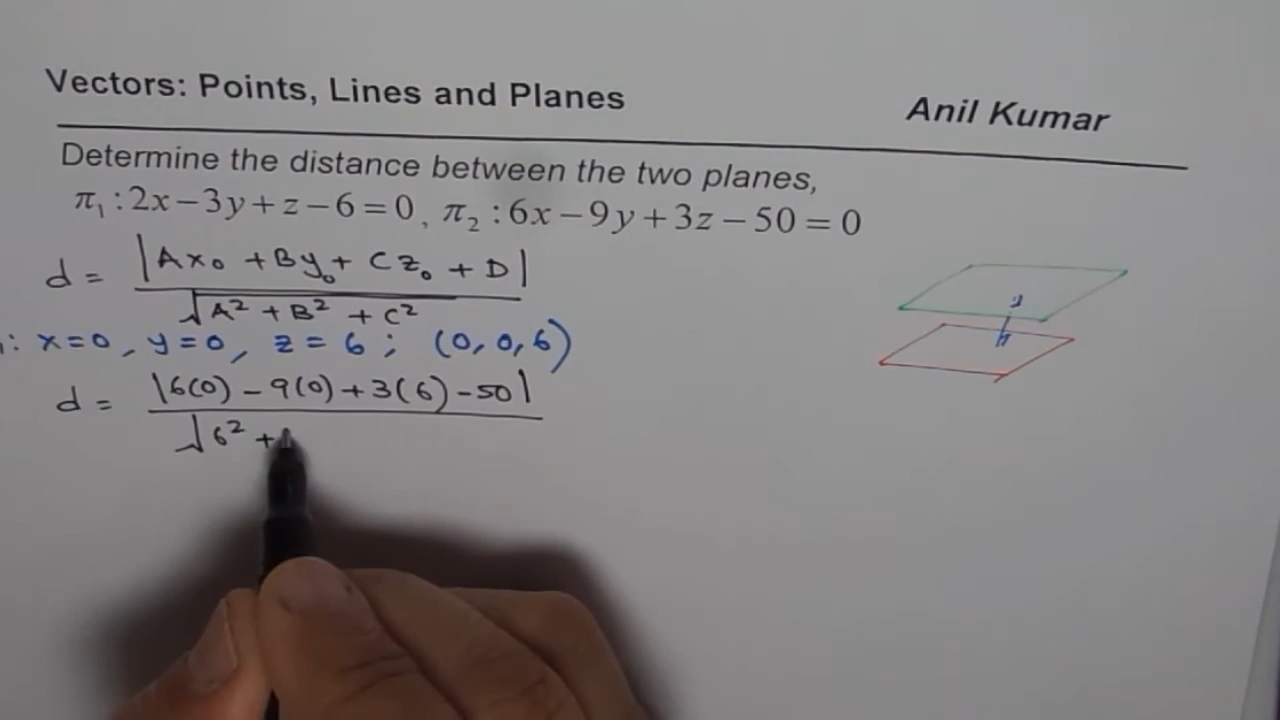 Vectors: Points, Lines and Planes
Anil Kumar
Determine the distance between the two planes,
π₁ : 2x − 3y + z − 6 = 0, π₂ : 6x − 9y + 3z − 50 = 0
d = |Ax₀ + By₀ + Cz₀ + D|
√A² + B² + C²
: x=0, y=0, z = 6 ; (0, 0, 6)
d = |6(0) − 9(0) + 3(6) − 50|
√6² +